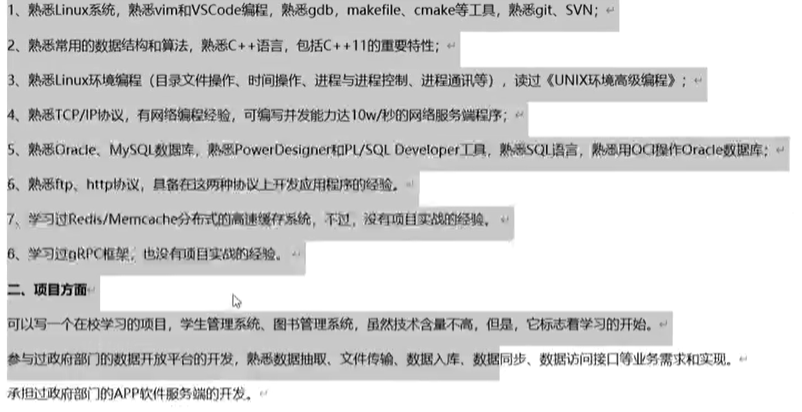 1、熟悉Linux系统，熟悉vim和VSCode编程，熟悉gdb，makefile、cmake等工具，熟悉git、SVN；
2、熟悉常用的数据结构和算法，熟悉C++语言，包括C++11的重要特性；
3、熟悉Linux环境编程（目录文件操作、时间操作、进程与进程控制、进程通讯等），读过《UNIX环境高级编程》；
4、熟悉TCP/IP协议，有网络编程经验，可编写并发能力达10w/秒的网络服务端程序；
5、熟悉Oracle、MySQL数据库，熟悉PowerDesigner和PL/SQL Developer工具，熟悉SQL语言，熟悉用OCI操作Oracle数据库；
6、熟悉ftp、http协议，具备在这两种协议上开发应用程序的经验。
7、学习过Redis/Memcache分布式的高速缓存系统，不过，没有项目实战的经验。
8、学习过gRPC框架，也没有项目实战的经验。
二、项目方面
可以写一个在校学习的项目，学生管理系统、图书管理系统，虽然技术含量不高，但是，它标志着学习的开始。
参与过政府部门的数据开放平台的开发，熟悉数据抽取、文件传输、数据入库、数据同步、数据访问接口等业务需求和实现。
承担过政府部门的APP软件服务端的开发。